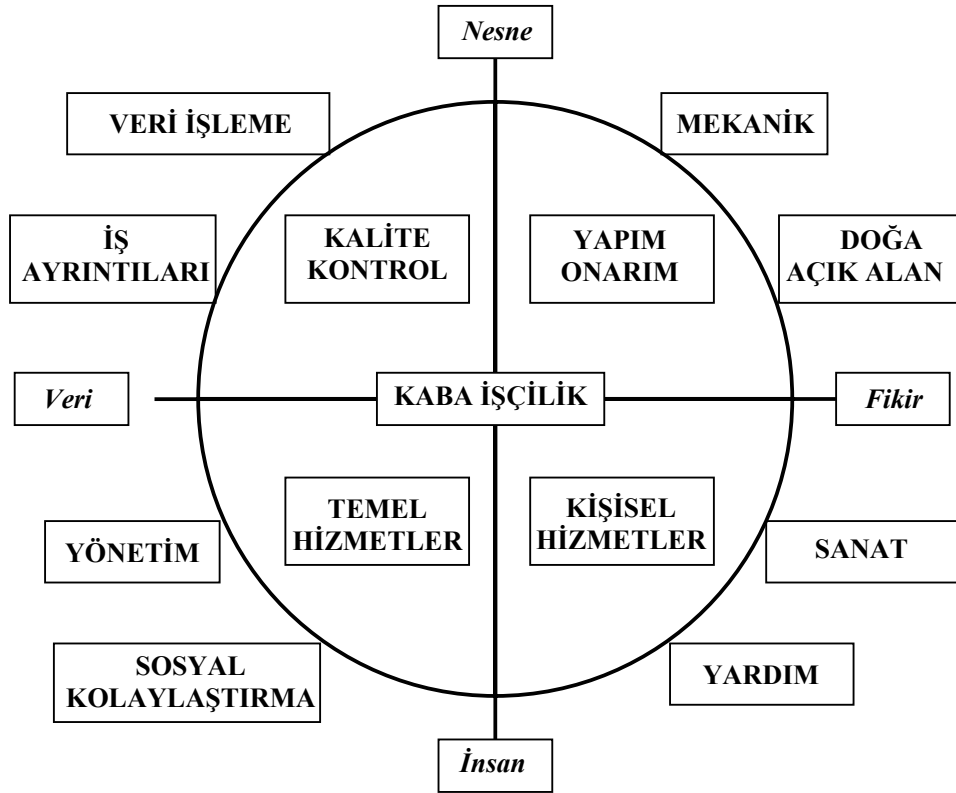 Nesne
VERİ İŞLEME
MEKANİK
İŞ
AYRINTILARI
KALİTE
KONTROL
YAPIM
ONARIM
DOĞA
AÇIK ALAN
Veri
KABA İŞÇİLİK
Fikir
TEMEL
HİZMETLER
KİŞİSEL
HİZMETLER
YÖNETİM
SANAT
SOSYAL
KOLAYLAŞTIRMA
YARDIM
İnsan